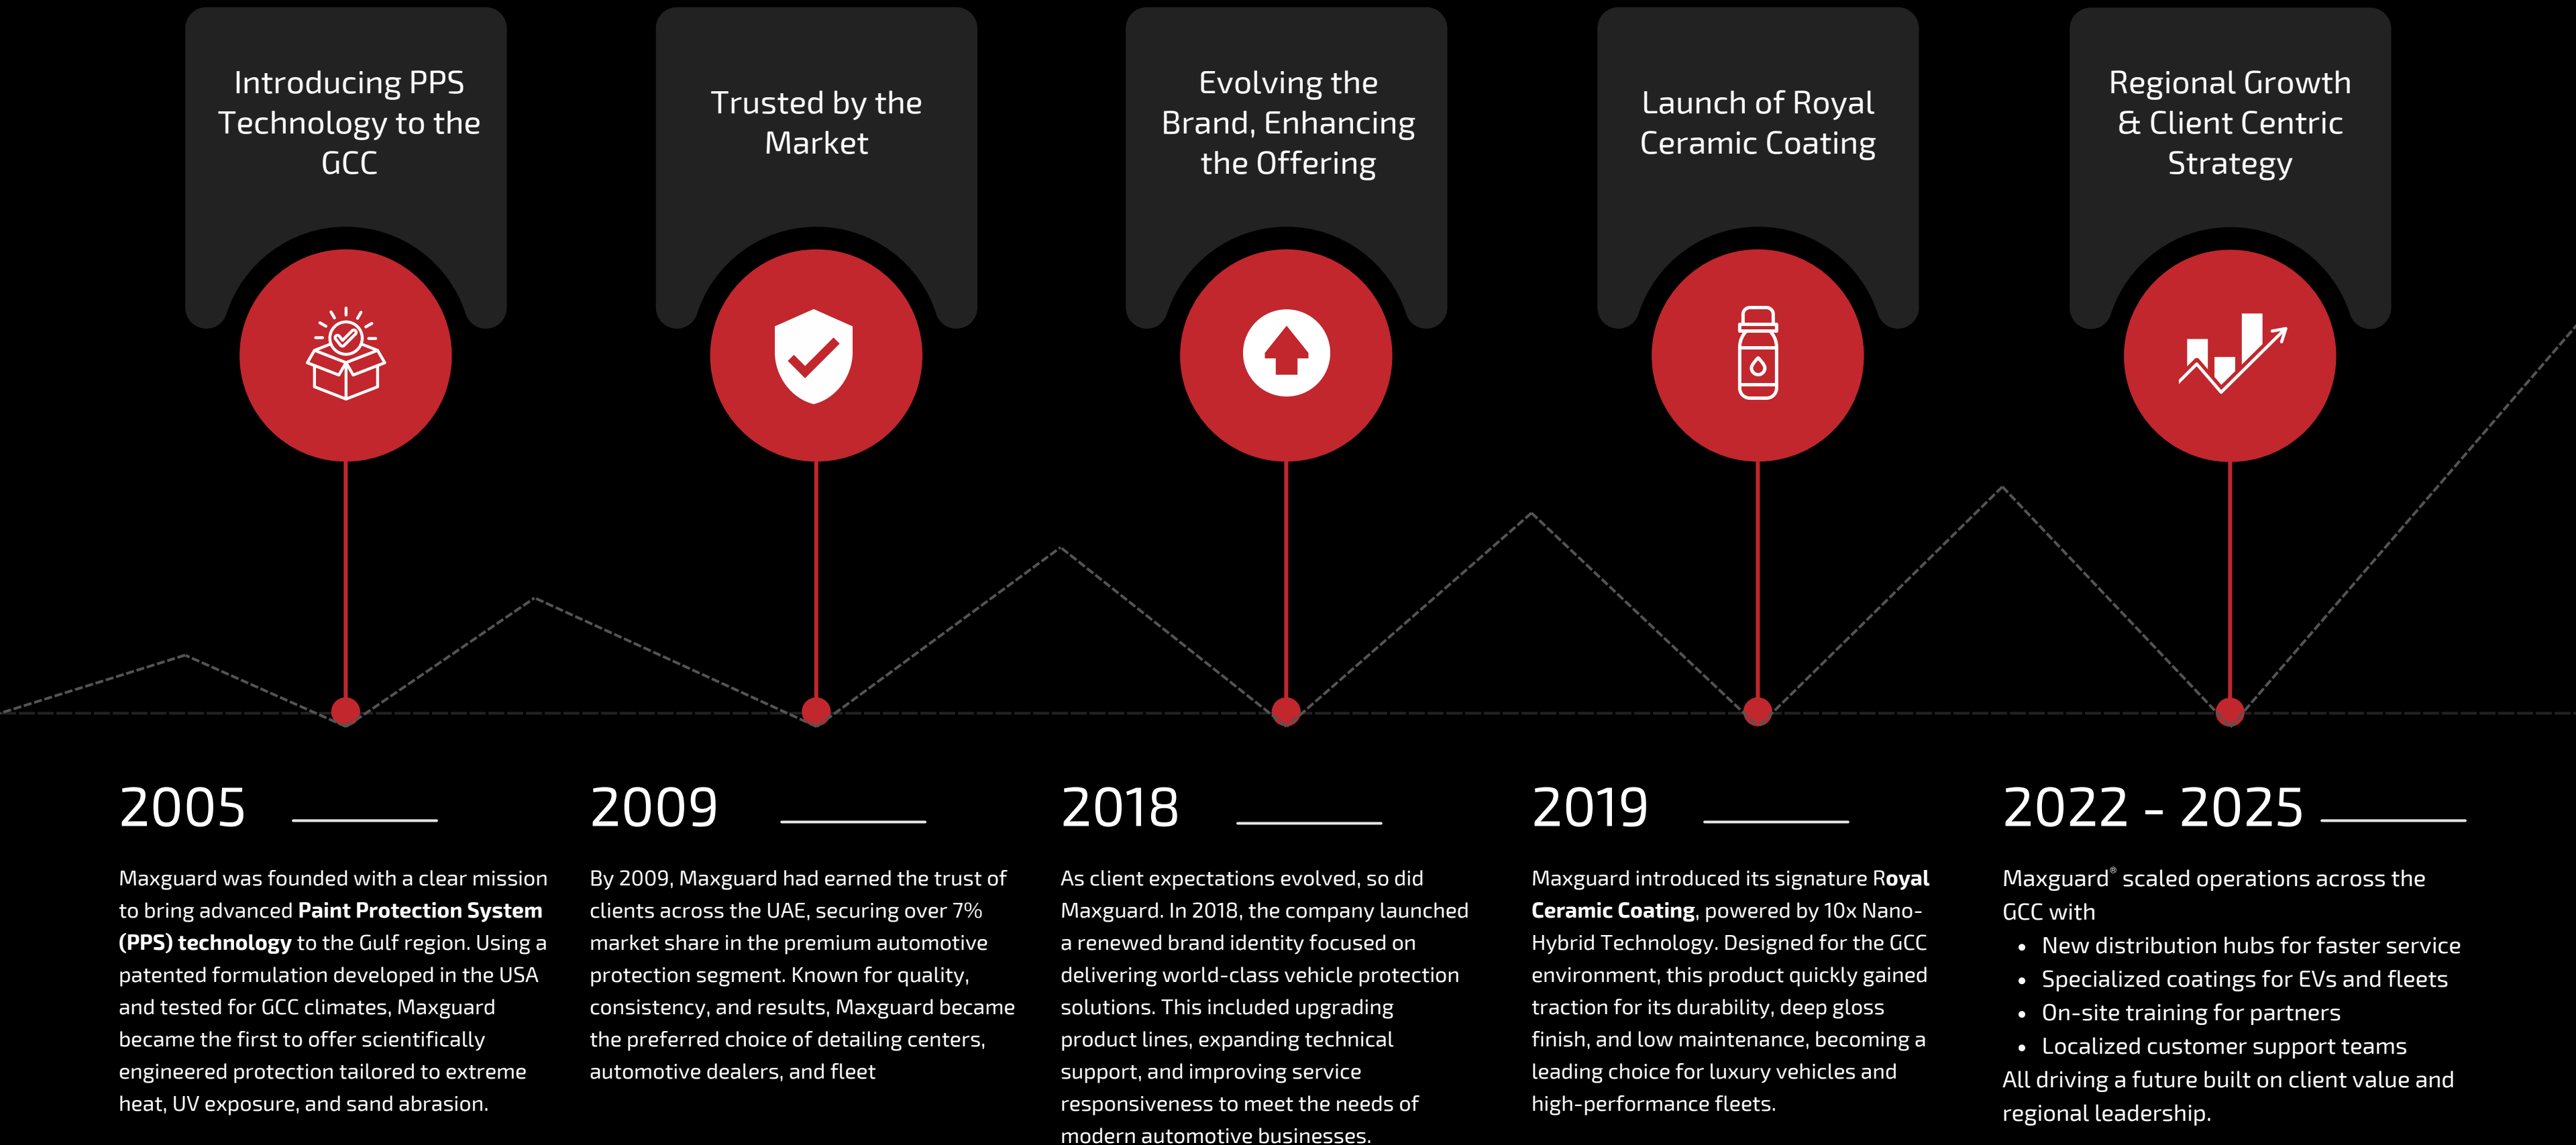 Introducing PPS
Technology to the
GCC
Trusted by the
Market
Evolving the
Brand, Enhancing
the Offering
Launch of Royal
Ceramic Coating
Regional Growth
& Client Centric
Strategy
2005
Maxguard was founded with a clear mission
to bring advanced Paint Protection System
(PPS) technology to the Gulf region. Using a
patented formulation developed in the USA
and tested for GCC climates, Maxguard
became the first to offer scientifically
engineered protection tailored to extreme
heat, UV exposure, and sand abrasion.
2009
By 2009, Maxguard had earned the trust of
clients across the UAE, securing over 7%
market share in the premium automotive
protection segment. Known for quality,
consistency, and results, Maxguard became
the preferred choice of detailing centers,
automotive dealers, and fleet
2018
As client expectations evolved, so did
Maxguard. In 2018, the company launched
a renewed brand identity focused on
delivering world-class vehicle protection
solutions. This included upgrading
product lines, expanding technical
support, and improving service
responsiveness to meet the needs of
modern automotive businesses.
2019
Maxguard introduced its signature Royal
Ceramic Coating, powered by 10x Nano-
Hybrid Technology. Designed for the GCC
environment, this product quickly gained
traction for its durability, deep gloss
finish, and low maintenance, becoming a
leading choice for luxury vehicles and
high-performance fleets.
2022 - 2025
Maxguard® scaled operations across the
GCC with
• New distribution hubs for faster service
• Specialized coatings for EVs and fleets
• On-site training for partners
• Localized customer support teams
All driving a future built on client value and
regional leadership.